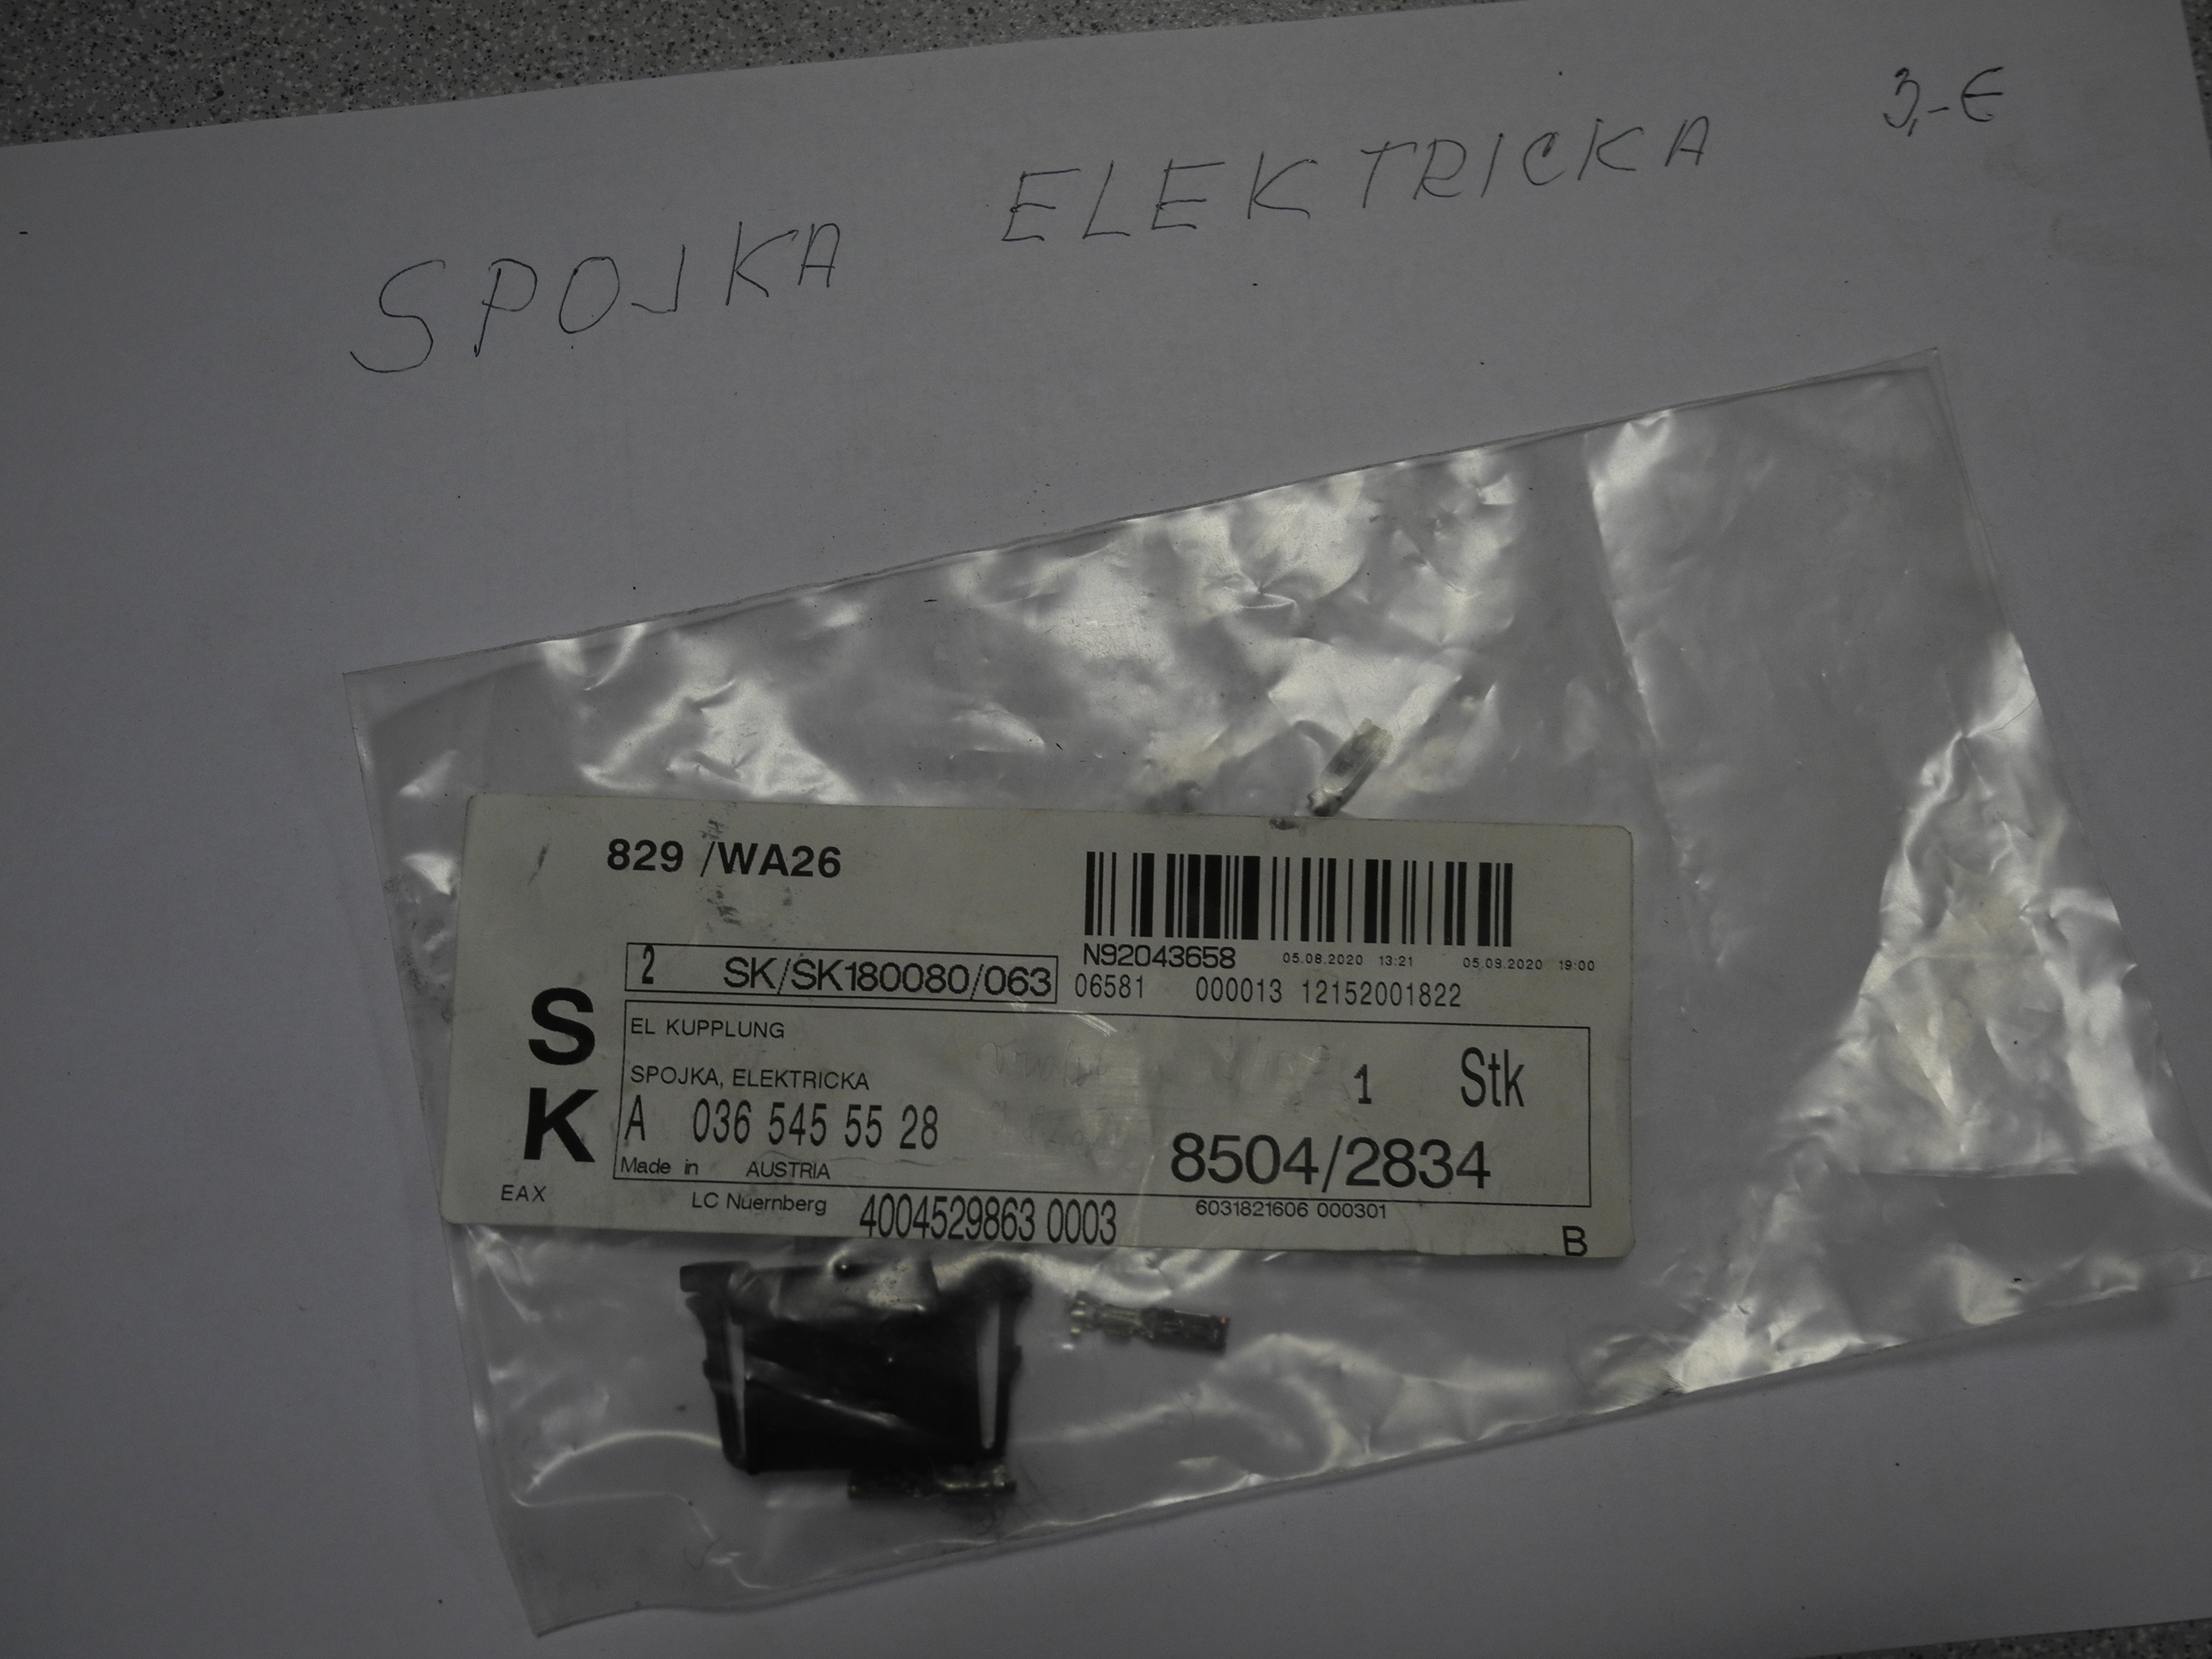 3,-€
SPOJKA ELEKTRICKA
829 /WA26
N92043658 05.08.2020 13:21 05.09.2020 19:00
2 SK/SK180080/063
06581 000013 12152001822
S
K
EL KUPPLUNG
SPOJKA, ELEKTRICKA
1 Stk
A 036 545 55 28
8504/2834
Made in AUSTRIA
EAX
LC Nuernberg 4004529863 0003
6031821606 000301
B